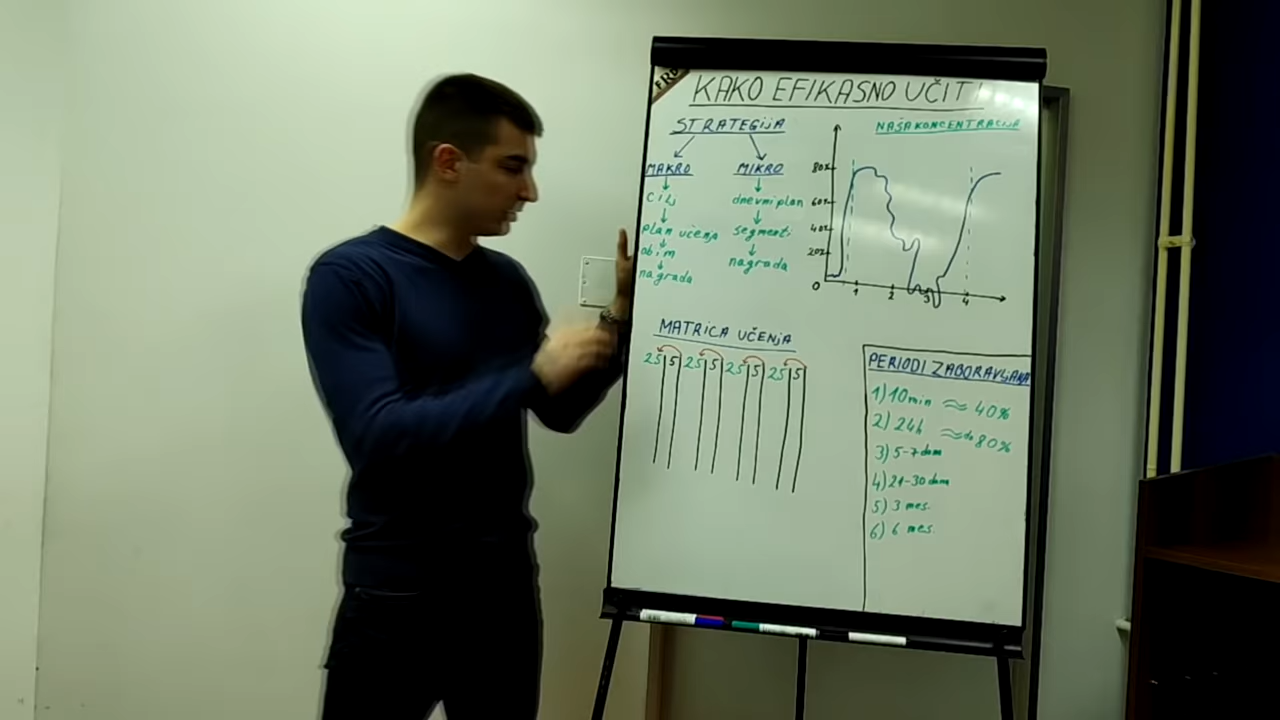 KAKO EFIKASNO UČITI
STRATEGIJA
MAKRO
CILJ
plan učenja
obim
nagrada
MIKRO
dnevni plan
segmenti
nagrada
NAŠA KONCENTRACIJA
80%
60%
40%
20%
0 1 2 3 4
MATRICA UČENJA
25 5 25 5 25 5 25 5
PERIODI ZABORAVLJANJA
1) 10 min ≈ 40%
2) 24h ≈ do 80%
3) 5-7 dana
4) 21-30 dana
5) 3 mes.
6) 6 mes.